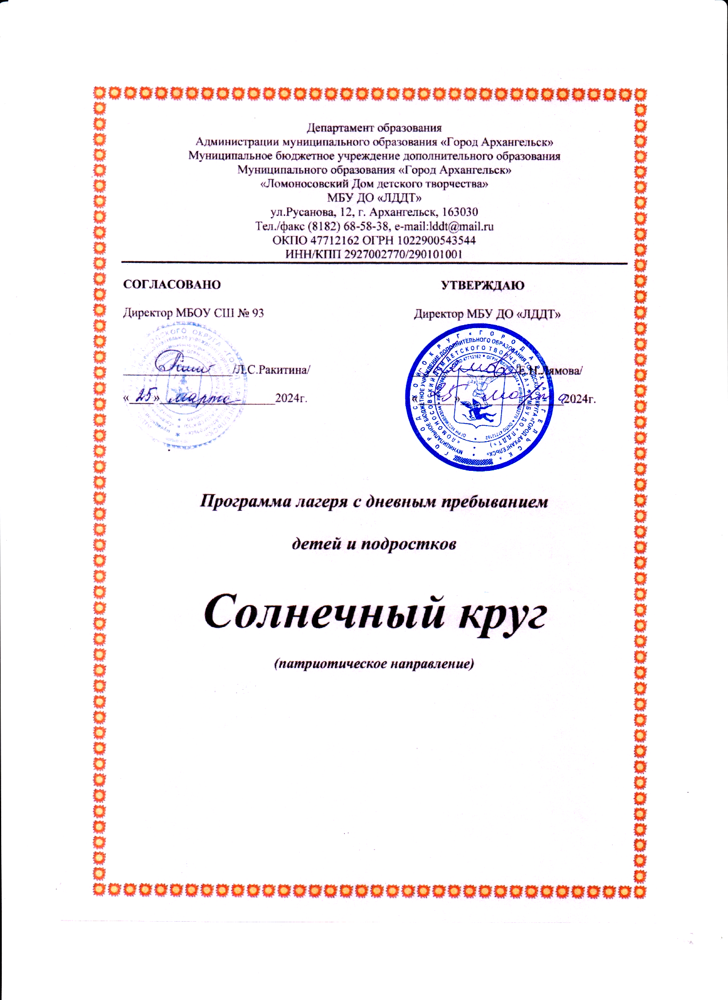 Департамент образования
Администрации муниципального образования «Город Архангельск»
Муниципальное бюджетное учреждение дополнительного образования
Муниципального образования «Город Архангельск»
«Ломоносовский Дом детского творчества»
МБУ ДО «ЛДДТ»
ул.Русанова, 12, г. Архангельск, 163030
Тел./факс (8182) 68-58-38, e-mail:lddt@mail.ru
ОКПО 47712162 ОГРН 1022900543544
ИНН/КПП 2927002770/290101001
СОГЛАСОВАНО УТВЕРЖДАЮ
Директор МБОУ СШ № 93 Директор МБУ ДО «ЛДДТ»
/Л.С.Ракитина/ Лямова/
«25» марта 2024г. « » марта 2024г.
Программа лагеря с дневным пребыванием
детей и подростков
Солнечный круг
(патриотическое направление)